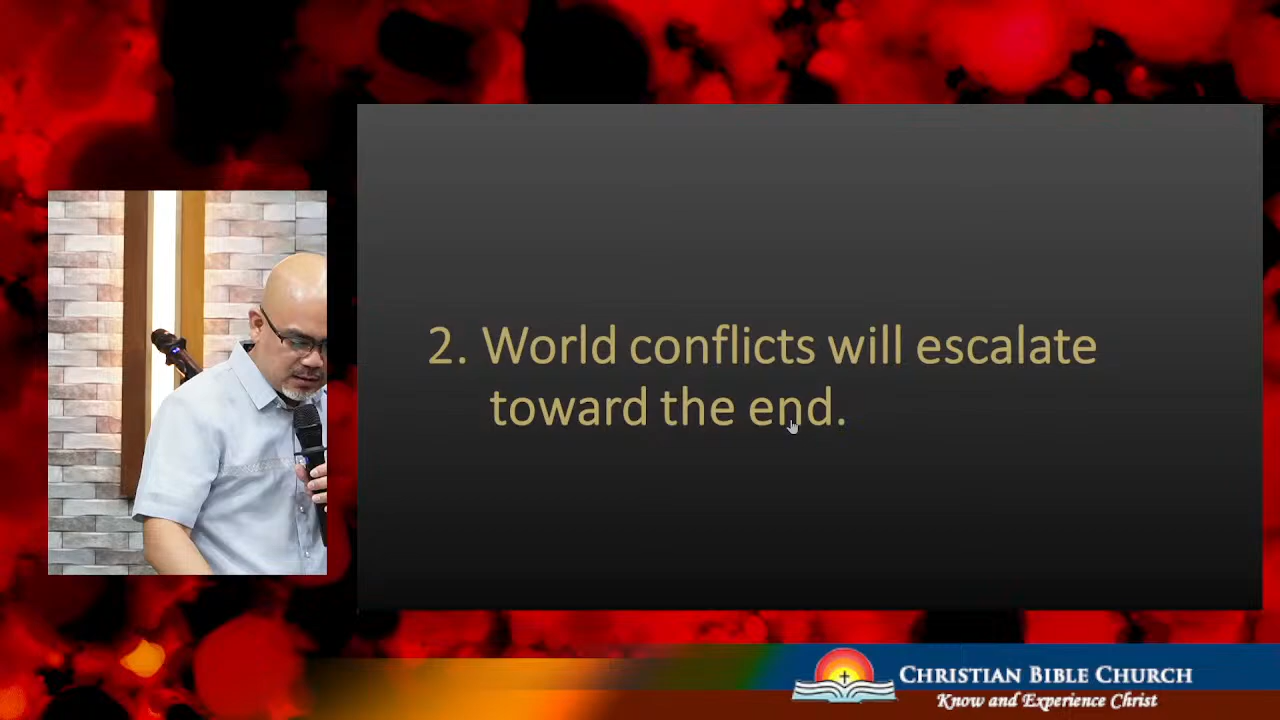 2. World conflicts will escalate
toward the end.
CHRISTIAN BIBLE CHURCH
Know and Experience Christ